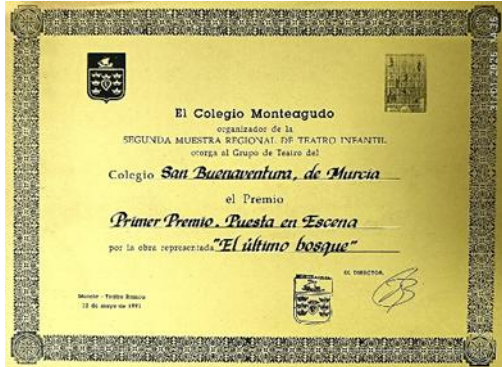 El Colegio Monteagudo
organizador de la
SEGUNDA MUESTRA REGIONAL DE TEATRO INFANTIL
otorga al Grupo de Teatro del
Colegio San Buenaventura, de Murcia
el Premio
Primer Premio. Puesta en Escena
por la obra representada "El último bosque"
EL DIRECTOR,
Murcia - Teatro Romea
de mayo de 1991